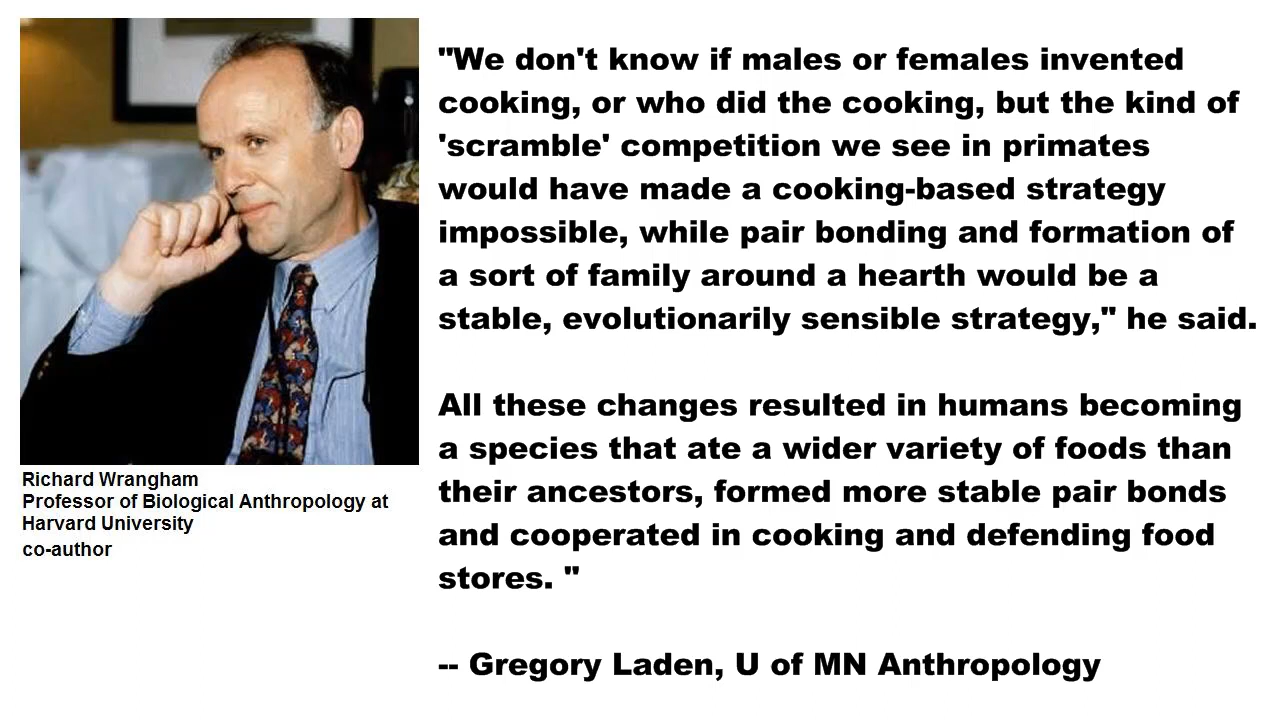 "We don't know if males or females invented
cooking, or who did the cooking, but the kind of
'scramble' competition we see in primates
would have made a cooking-based strategy
impossible, while pair bonding and formation of
a sort of family around a hearth would be a
stable, evolutionarily sensible strategy," he said.
All these changes resulted in humans becoming
a species that ate a wider variety of foods than
their ancestors, formed more stable pair bonds
and cooperated in cooking and defending food
stores. "
-- Gregory Laden, U of MN Anthropology
Richard Wrangham
Professor of Biological Anthropology at
Harvard University
co-author